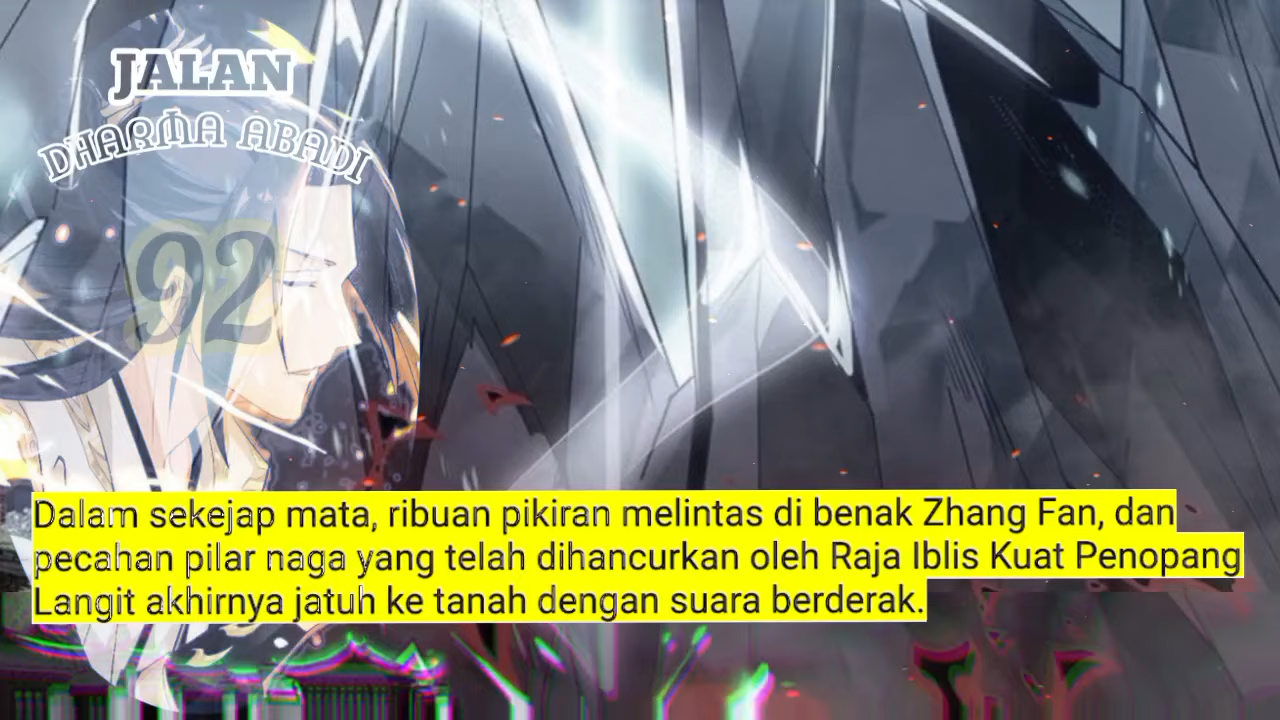 JALAN
DHARMA ABADI
92
Dalam sekejap mata, ribuan pikiran melintas di benak Zhang Fan, dan
pecahan pilar naga yang telah dihancurkan oleh Raja Iblis Kuat Penopang
Langit akhirnya jatuh ke tanah dengan suara berderak.